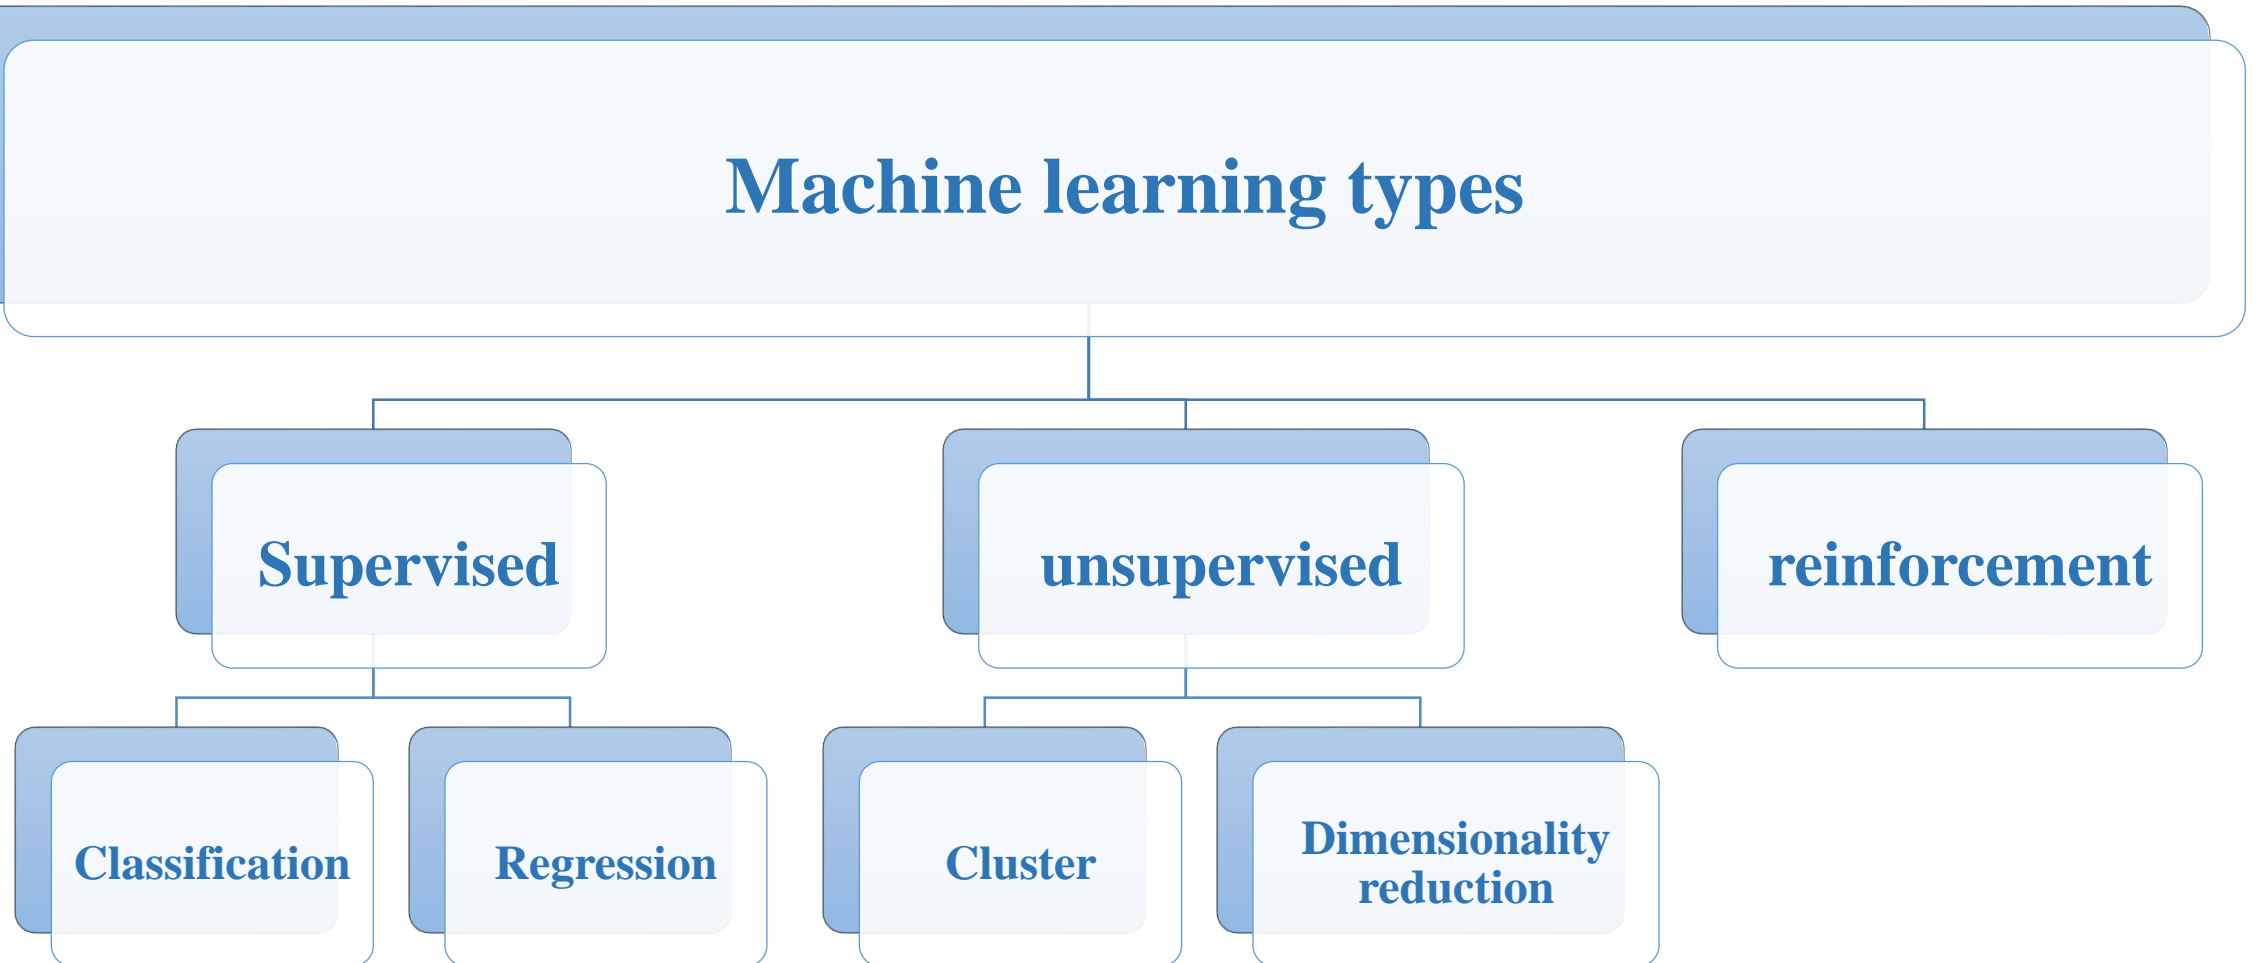 Machine learning types
Supervised
unsupervised
reinforcement
Classification
Regression
Cluster
Dimensionality
reduction